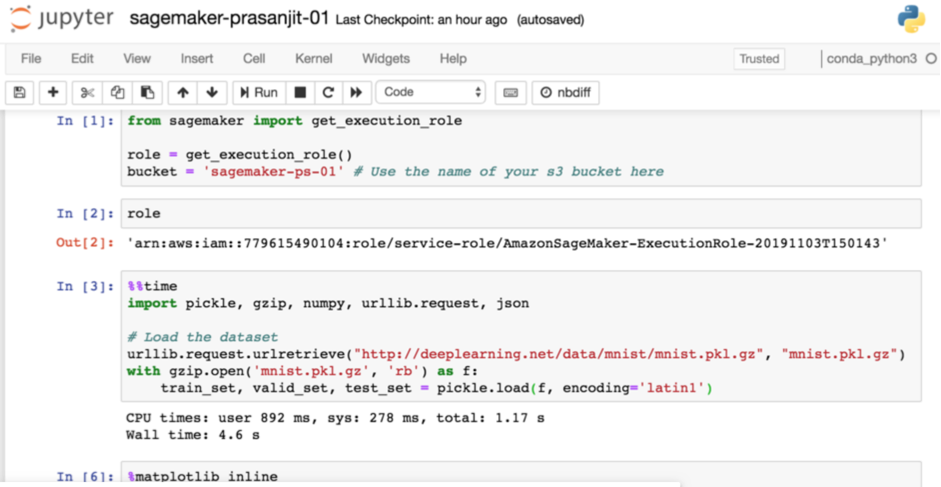 jupyter sagemaker-prasanjit-01 Last Checkpoint: an hour ago (autosaved)
File Edit View Insert Cell Kernel Widgets Help Trusted conda_python3
Run Code nbdiff
In [1]: from sagemaker import get_execution_role
role = get_execution_role()
bucket = 'sagemaker-ps-01' # Use the name of your s3 bucket here
In [2]: role
Out[2]: 'arn:aws:iam::779615490104:role/service-role/AmazonSageMaker-ExecutionRole-20191103T150143'
In [3]: %%time
import pickle, gzip, numpy, urllib.request, json
# Load the dataset
urllib.request.urlretrieve("http://deeplearning.net/data/mnist/mnist.pkl.gz", "mnist.pkl.gz")
with gzip.open('mnist.pkl.gz', 'rb') as f:
    train_set, valid_set, test_set = pickle.load(f, encoding='latin1')
CPU times: user 892 ms, sys: 278 ms, total: 1.17 s
Wall time: 4.6 s
In [6]: %matplotlib inline